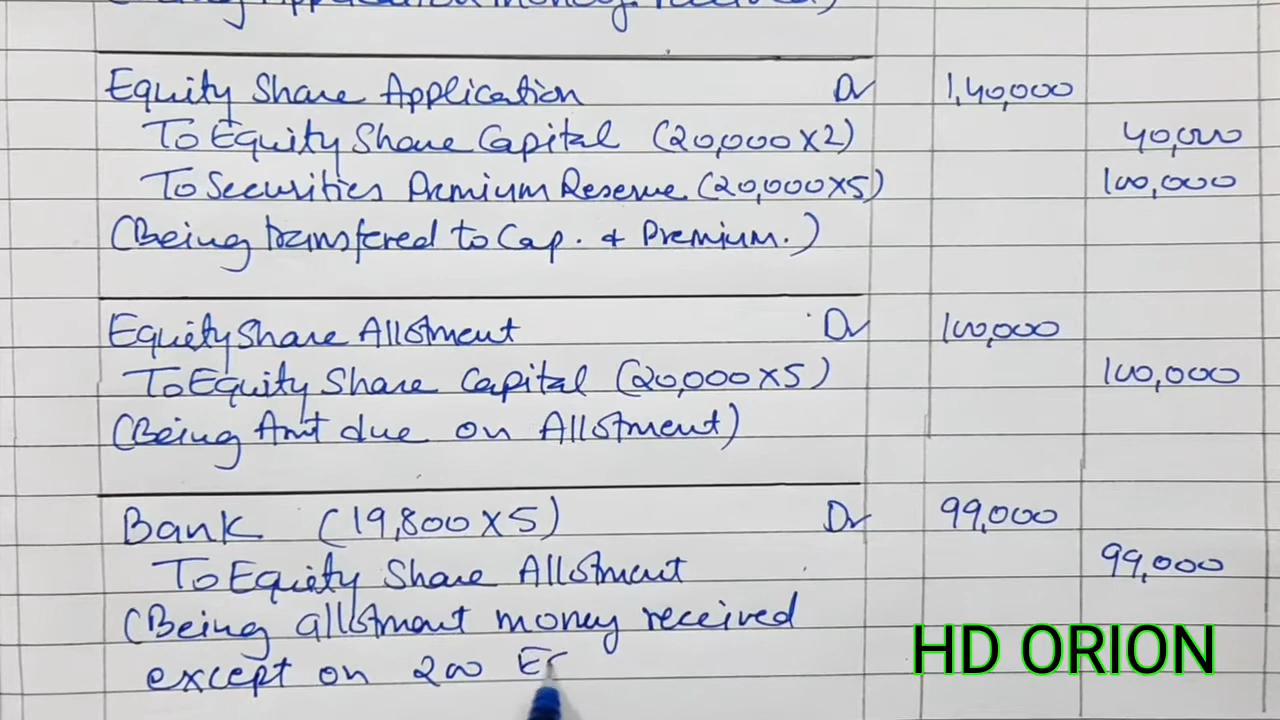 Equity Share Application Dr 1,40,000
To Equity Share Capital (20,000×2) 40,000
To Securities Premium Reserve (20,000×5) 100,000
(Being transfered to Cap. & Premium.)
Equity Share Allotment Dr 100,000
To Equity Share Capital (20,000×5) 100,000
(Being Amt due on Allotment)
Bank (19,800×5) Dr 99,000
To Equity Share Allotment 99,000
(Being allotment money received
except on 200
HD ORION